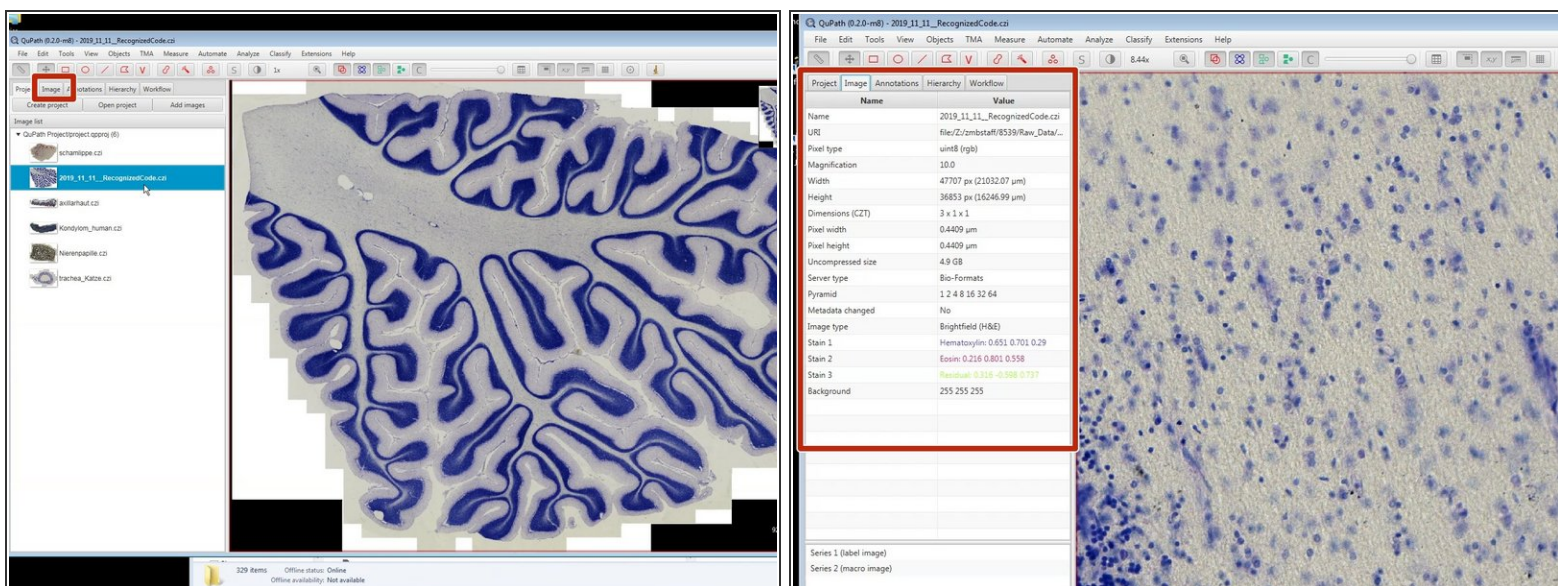 QuPath (0.2.0-m8) - 2019_11_11__RecognizedCode.czi
File Edit Tools View Objects TMA Measure Automate Analyze Classify Extensions Help
S 1x C
Image Annotations Hierarchy Workflow
Create project Open project Add images
Image list
QuPath Project/project.qpproj (6)
schamlippe.czi
2019_11_11__RecognizedCode.czi
axillarhaut.czi
Kondylom_human.czi
Nierenpapille.czi
trachea_Katze.czi
329 items Offline status: Online
Offline availability: Not available
QuPath (0.2.0-m8) - 2019_11_11__RecognizedCode.czi
File Edit Tools View Objects TMA Measure Automate Analyze Classify Extensions Help
S 8.44x C
Project Image Annotations Hierarchy Workflow
Name Value
Name 2019_11_11__RecognizedCode.czi
URI file:/Z:/zmbstaff/8539/Raw_Data/...
Pixel type uint8 (rgb)
Magnification 10.0
Width 47707 px (21032.07 µm)
Height 36853 px (16246.99 µm)
Dimensions (CZT) 3 x 1 x 1
Pixel width 0.4409 µm
Pixel height 0.4409 µm
Uncompressed size 4.9 GB
Server type Bio-Formats
Pyramid 1 2 4 8 16 32 64
Metadata changed No
Image type Brightfield (H&E)
Stain 1 Hematoxylin: 0.651 0.701 0.29
Stain 2 Eosin: 0.216 0.801 0.558
Stain 3 Residual: 0.316 -0.598 0.737
Background 255 255 255
Series 1 (label image)
Series 2 (macro image)